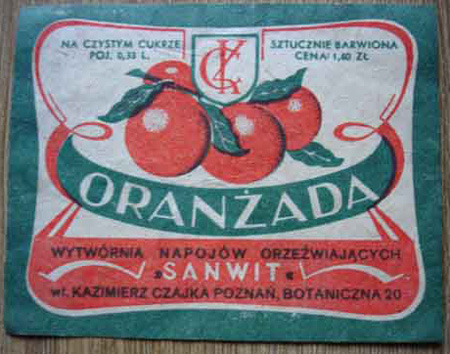 NA CZYSTYM CUKRZE
POJ. 0,33 L.
KC
SZTUCZNIE BARWIONA
CENA 1,60 ZŁ
ORANŻADA
WYTWÓRNIA NAPOJÓW ORZEŹWIAJĄCYCH
"SANWIT"
wł. KAZIMIERZ CZAJKA POZNAŃ, BOTANICZNA 20